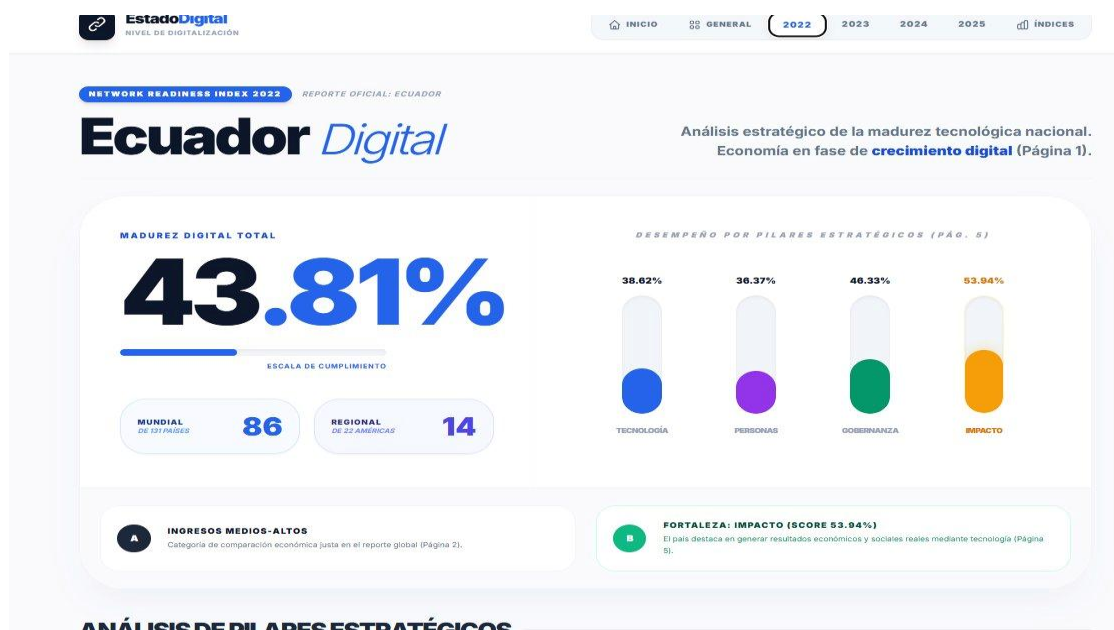 EstadoDigital
NIVEL DE DIGITALIZACIÓN
INICIO
GENERAL
2022
2023
2024
2025
ÍNDICES
NETWORK READINESS INDEX 2022
REPORTE OFICIAL: ECUADOR
Ecuador Digital
Análisis estratégico de la madurez tecnológica nacional.
Economía en fase de crecimiento digital (Página 1).
MADUREZ DIGITAL TOTAL
43.81%
ESCALA DE CUMPLIMIENTO
MUNDIAL
DE 131 PAÍSES
86
REGIONAL
DE 22 AMÉRICAS
14
DESEMPEÑO POR PILARES ESTRATÉGICOS (PÁG. 5)
38.62%
36.37%
46.33%
53.94%
TECNOLOGÍA
PERSONAS
GOBERNANZA
IMPACTO
A
INGRESOS MEDIOS-ALTOS
Categoría de comparación económica justa en el reporte global (Página 2).
B
FORTALEZA: IMPACTO (SCORE 53.94%)
El país destaca en generar resultados económicos y sociales reales mediante tecnología (Página
5).
ANÁLISIS DE PILARES ESTRATÉGICOS